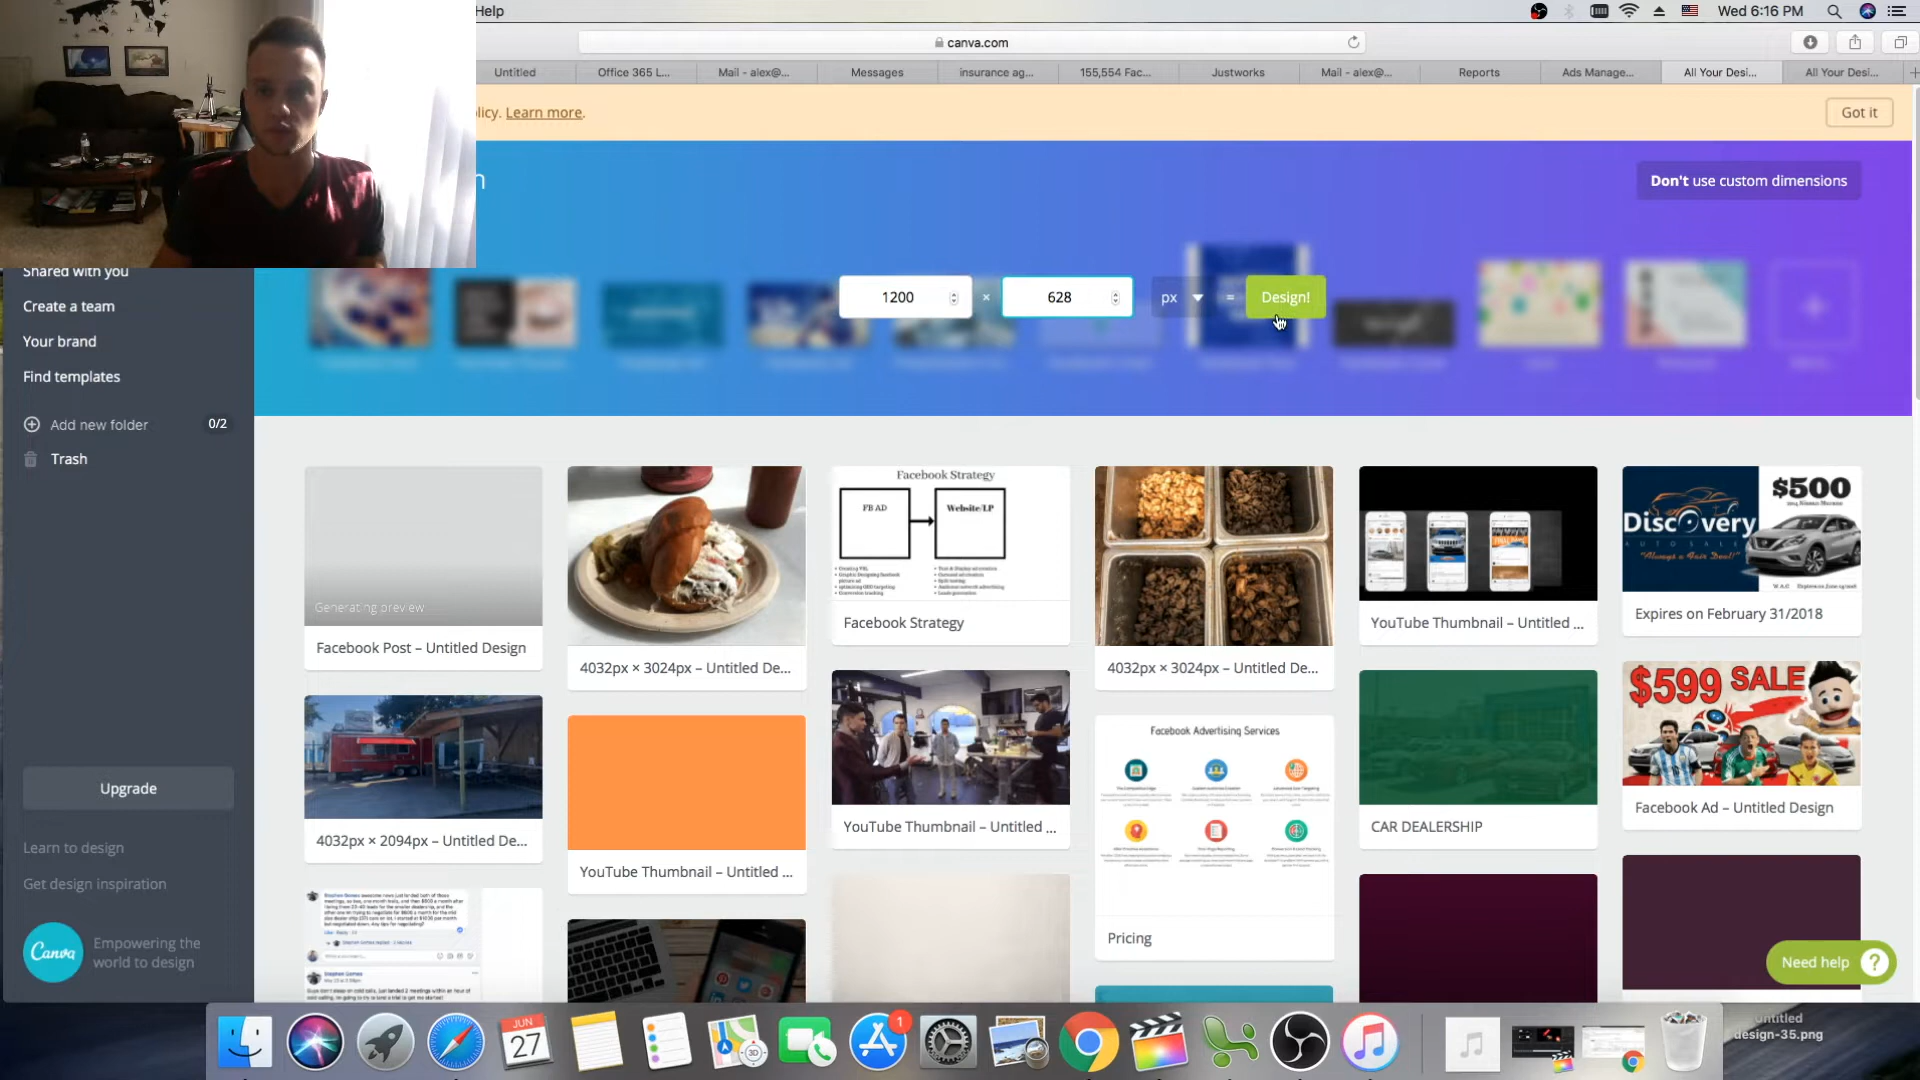 Help
Wed 6:16 PM
canva.com
Untitled
Office 365 L...
Mail - alex@...
Messages
insurance ag...
155,554 Fac...
Justworks
Mail - alex@...
Reports
Ads Manage...
All Your Desi...
All Your Desi...
licy. Learn more.
Got it
n
Don't use custom dimensions
1200 × 628 px = Design!
Shared with you
Create a team
Your brand
Find templates
Add new folder 0/2
Trash
Upgrade
Learn to design
Get design inspiration
Canva
Empowering the
world to design
Generating preview
Facebook Post – Untitled Design
4032px × 3024px – Untitled De...
Facebook Strategy
FB AD
Website/LP
Facebook Strategy
4032px × 3024px – Untitled De...
YouTube Thumbnail – Untitled ...
$500
Discovery
AUTO SALE
"Always a Fair Deal!"
Expires on February 31/2018
4032px × 2094px – Untitled De...
YouTube Thumbnail – Untitled ...
YouTube Thumbnail – Untitled ...
Facebook Advertising Services
Pricing
CAR DEALERSHIP
$599 SALE
Facebook Ad – Untitled Design
Need help ?
JUN
27
3D
1
Untitled
design-35.png